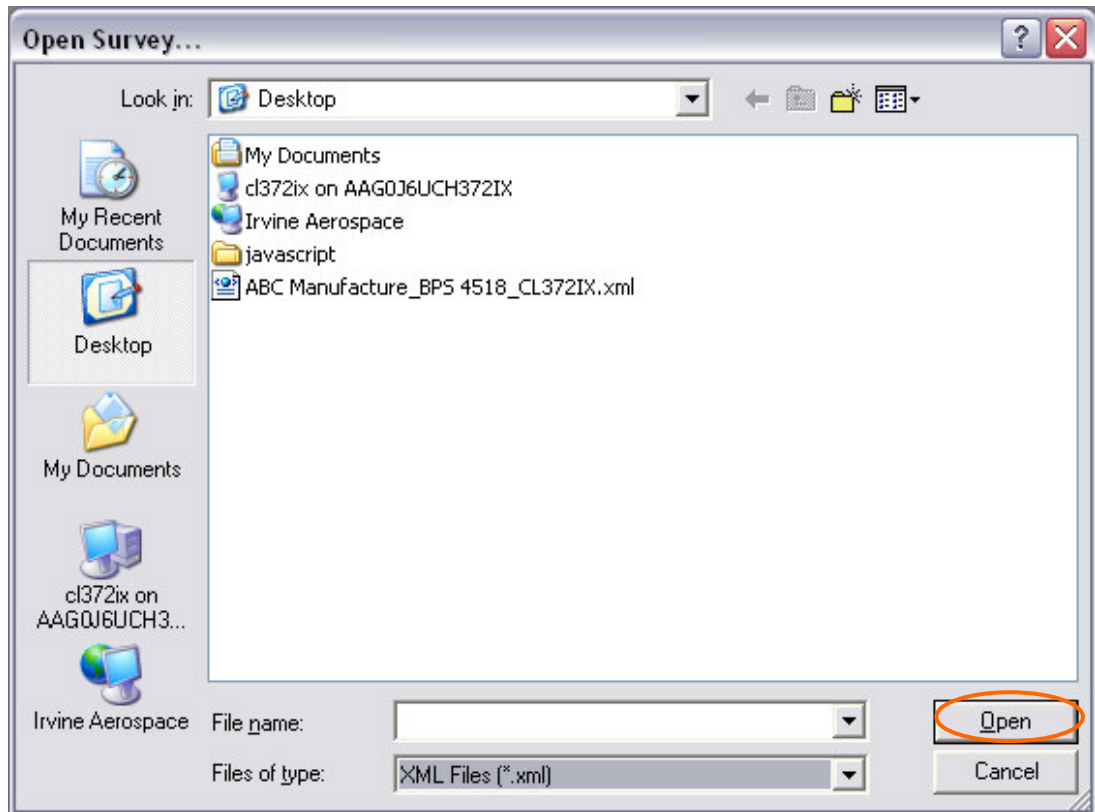 Open Survey...
Look in:
Desktop
My Documents
cl372ix on AAG0J6UCH372IX
Irvine Aerospace
javascript
ABC Manufacture_BPS 4518_CL372IX.xml
My Recent
Documents
Desktop
My Documents
cl372ix on
AAG0J6UCH3...
Irvine Aerospace
File name:
Open
Files of type:
XML Files (*.xml)
Cancel